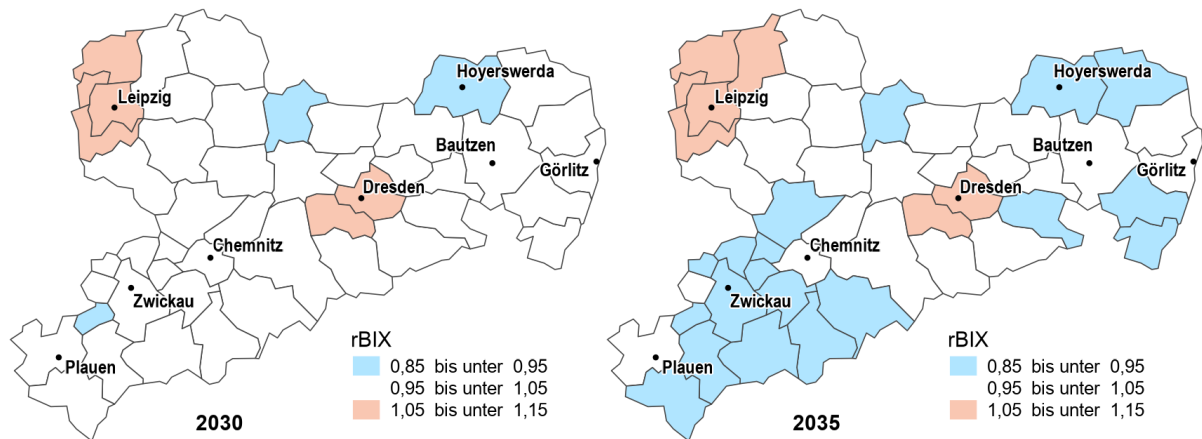 Hoyerswerda
Leipzig
Bautzen
Görlitz
Dresden
Chemnitz
Zwickau
Plauen
rBIX
0,85 bis unter 0,95
0,95 bis unter 1,05
1,05 bis unter 1,15
2030
Hoyerswerda
Leipzig
Bautzen
Görlitz
Dresden
Chemnitz
Zwickau
Plauen
rBIX
0,85 bis unter 0,95
0,95 bis unter 1,05
1,05 bis unter 1,15
2035